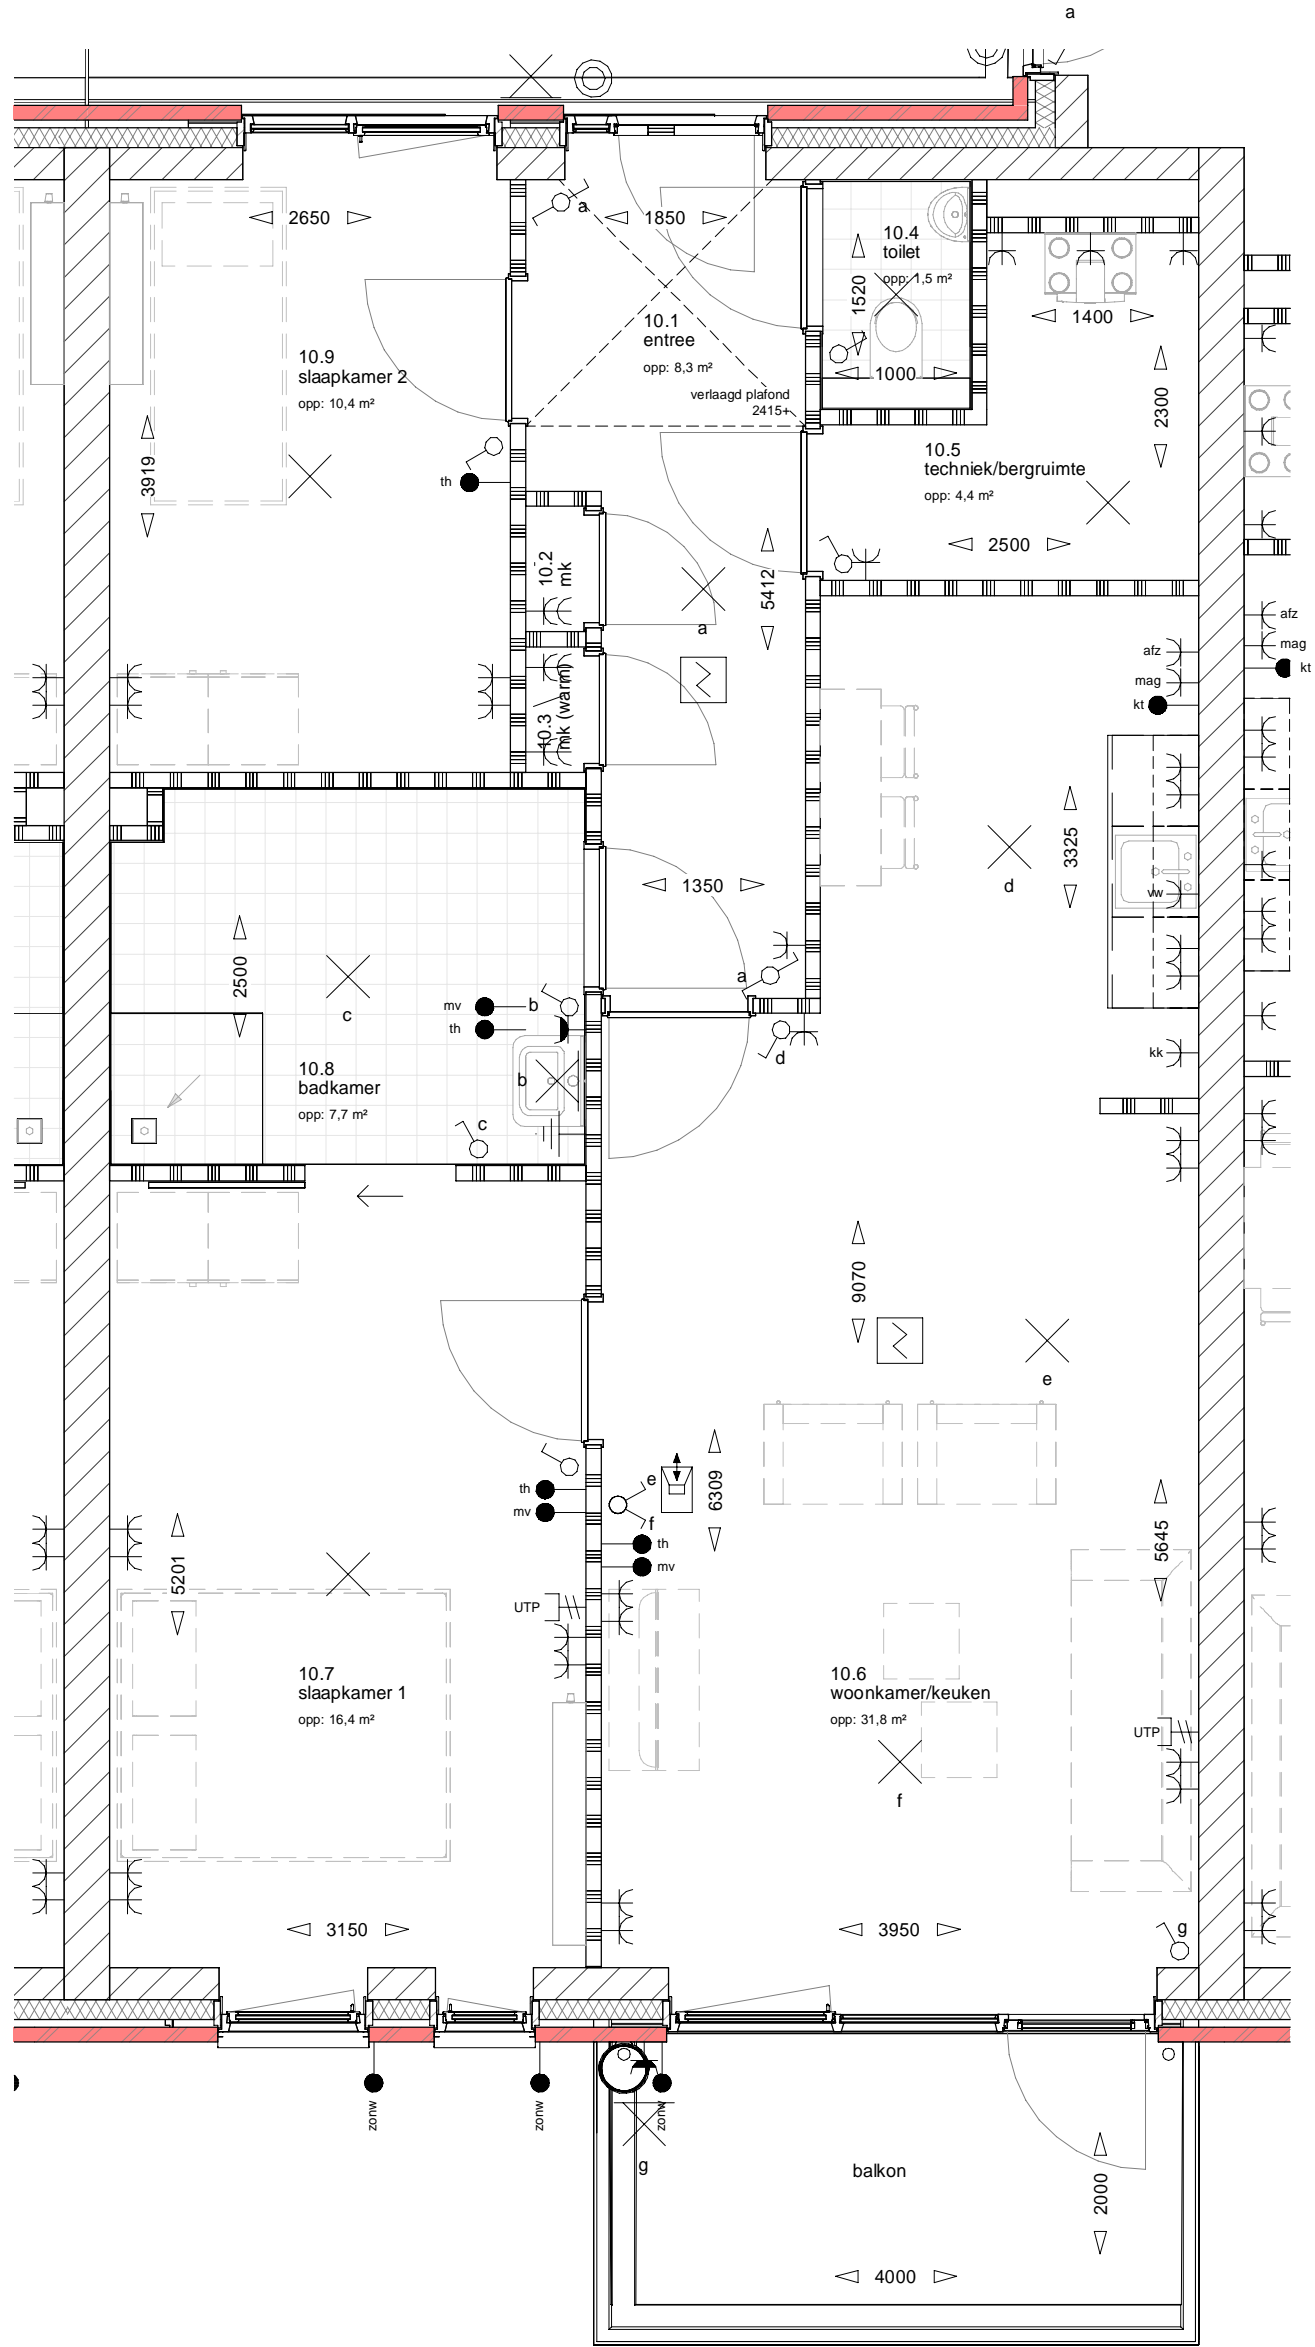 a
2650
a
1850
10.4
toilet
opp: 1,5 m²
1520
1400
10.1
entree
opp: 8,3 m²
10.9
slaapkamer 2
opp: 10,4 m²
1000
2300
verlaagd plafond
2415+
3919
th
10.5
techniek/bergruimte
opp: 4,4 m²
2500
10.2
mk
5412
a
afz
mag
kt
afz
mag
kt
10.3
mk (warm)
3325
d
1350
vw
2500
a
c
mv
b
th
d
kk
10.8
badkamer
opp: 7,7 m²
b
c
9070
e
th
mv
e
f
6309
th
mv
5645
5201
UTP
10.7
slaapkamer 1
opp: 16,4 m²
10.6
woonkamer/keuken
opp: 31,8 m²
UTP
f
3150
3950
g
zonw
zonw
zonw
g
balkon
2000
4000